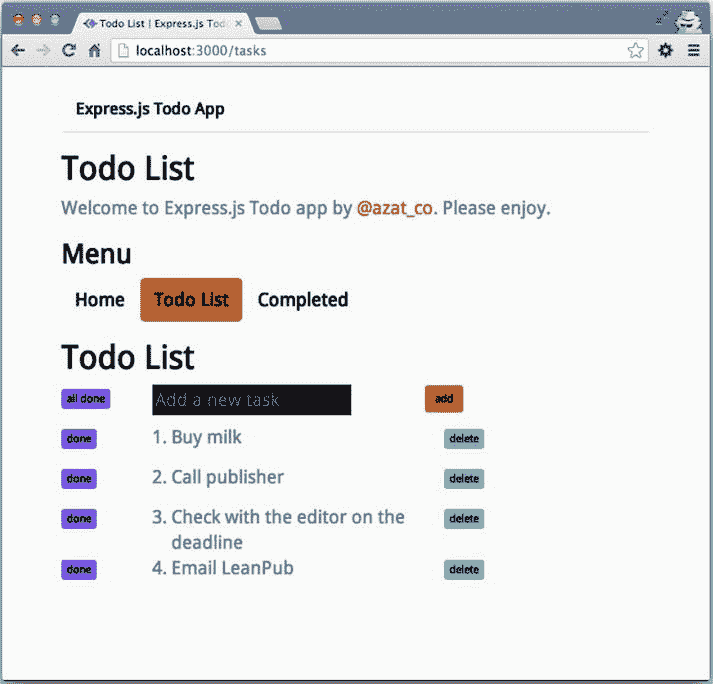 Todo List | Express.js Tod
localhost:3000/tasks
Express.js Todo App
Todo List
Welcome to Express.js Todo app by @azat_co. Please enjoy.
Menu
Home Todo List Completed
Todo List
all done Add a new task add
done 1. Buy milk delete
done 2. Call publisher delete
done 3. Check with the editor on the delete
deadline
done 4. Email LeanPub delete